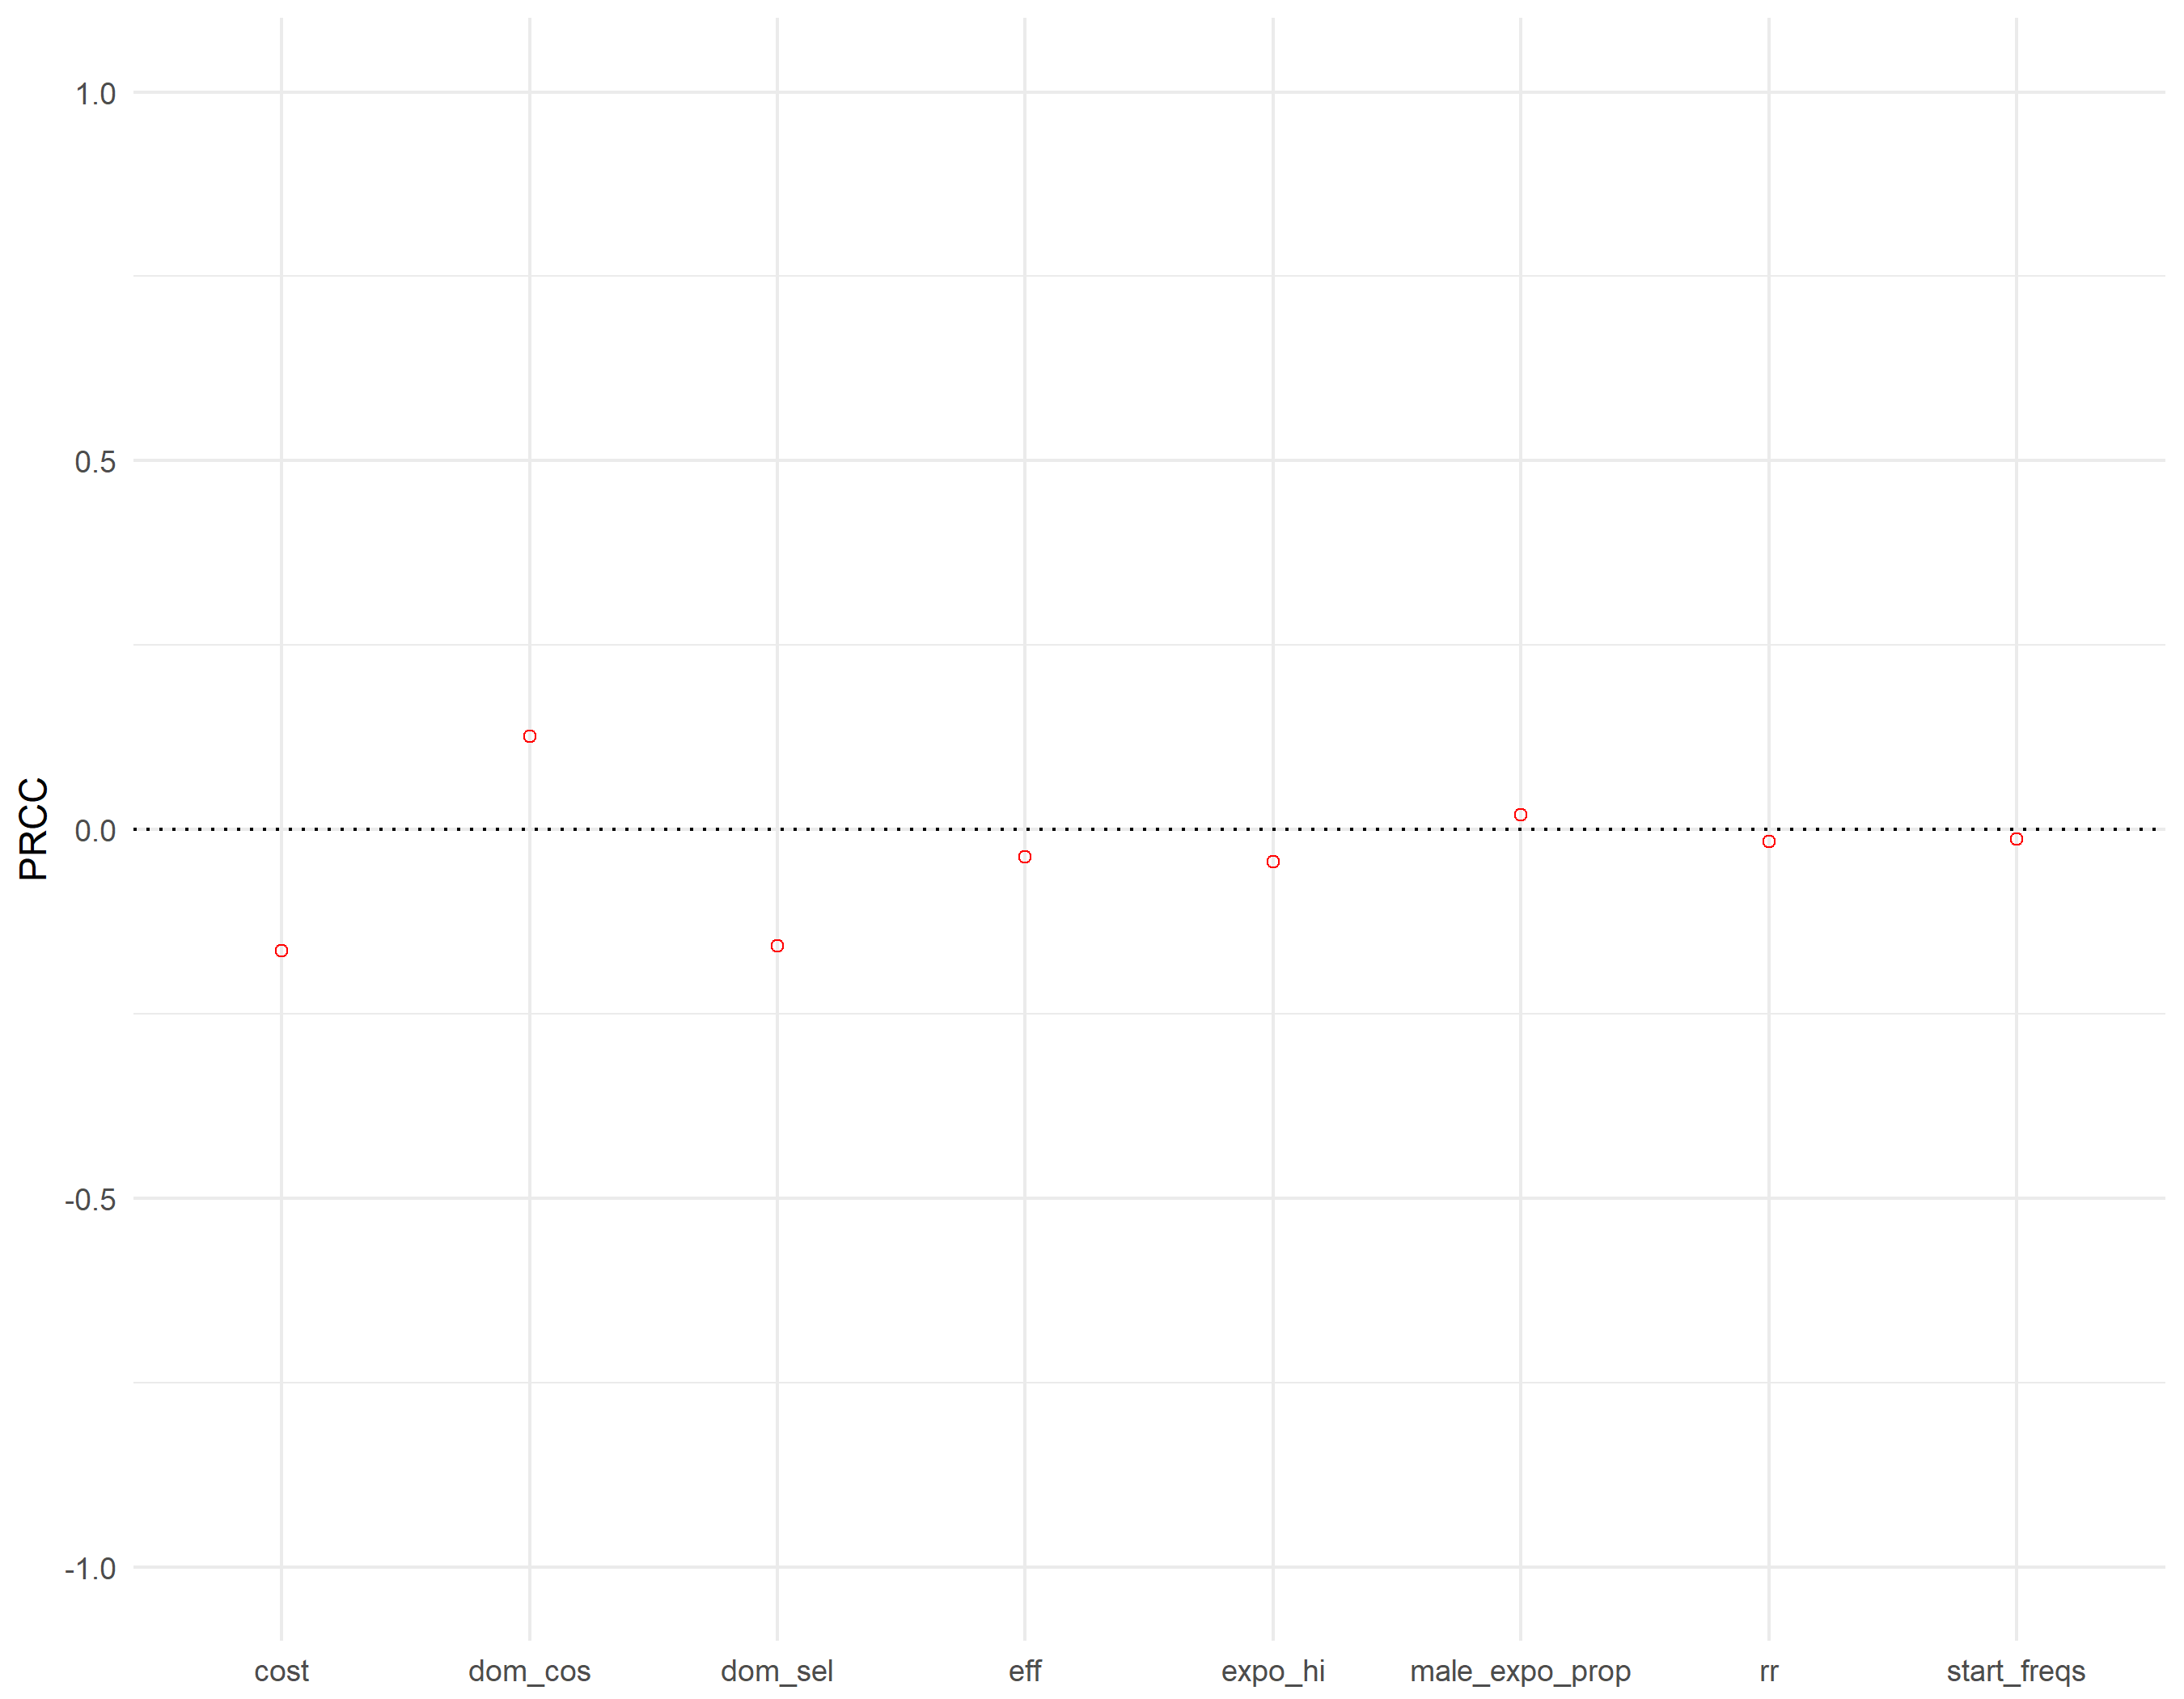 PRCC
1.0
0.5
0.0
-0.5
-1.0
cost dom_cos dom_sel eff expo_hi male_expo_prop rr start_freqs